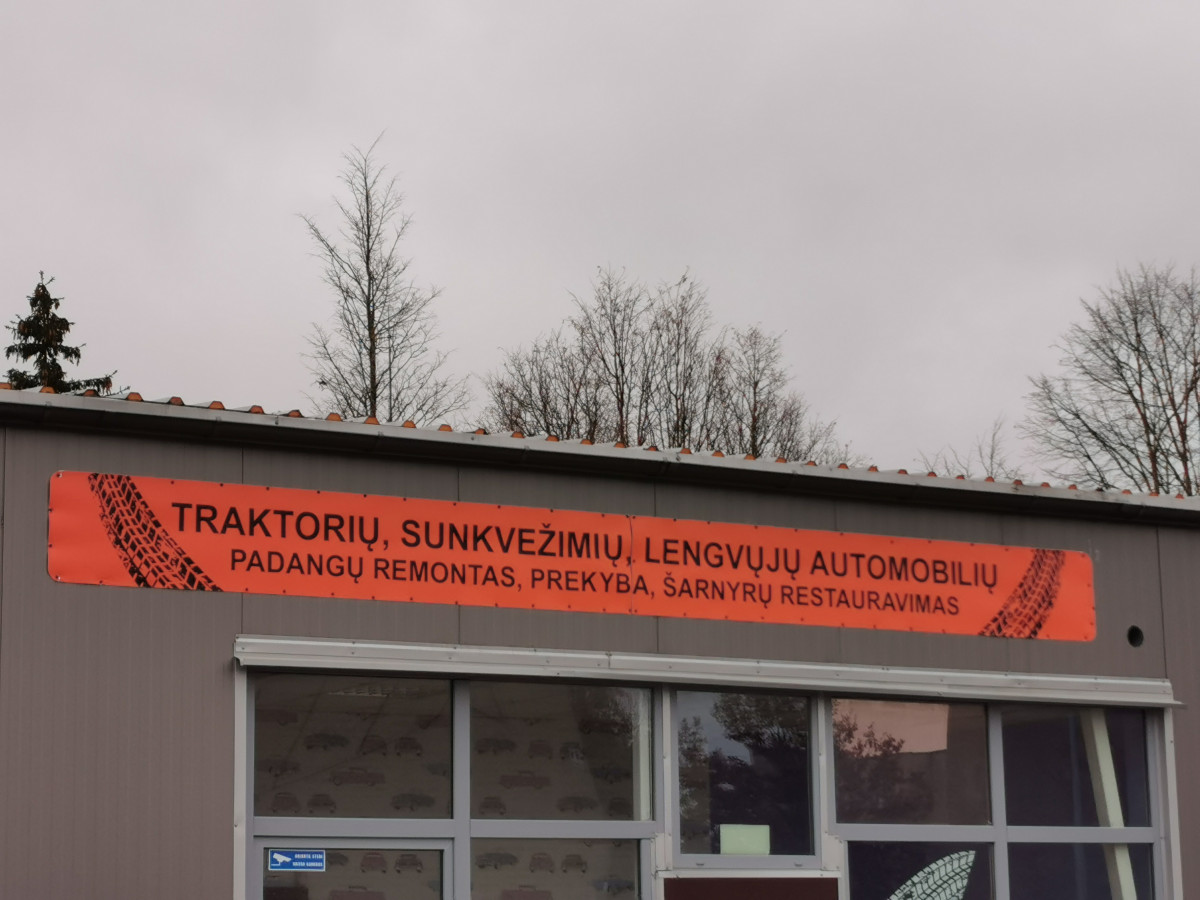 TRAKTORIŲ, SUNKVEŽIMIŲ, LENGVŲJŲ AUTOMOBILIŲ
PADANGŲ REMONTAS, PREKYBA, ŠARNYRŲ RESTAURAVIMAS